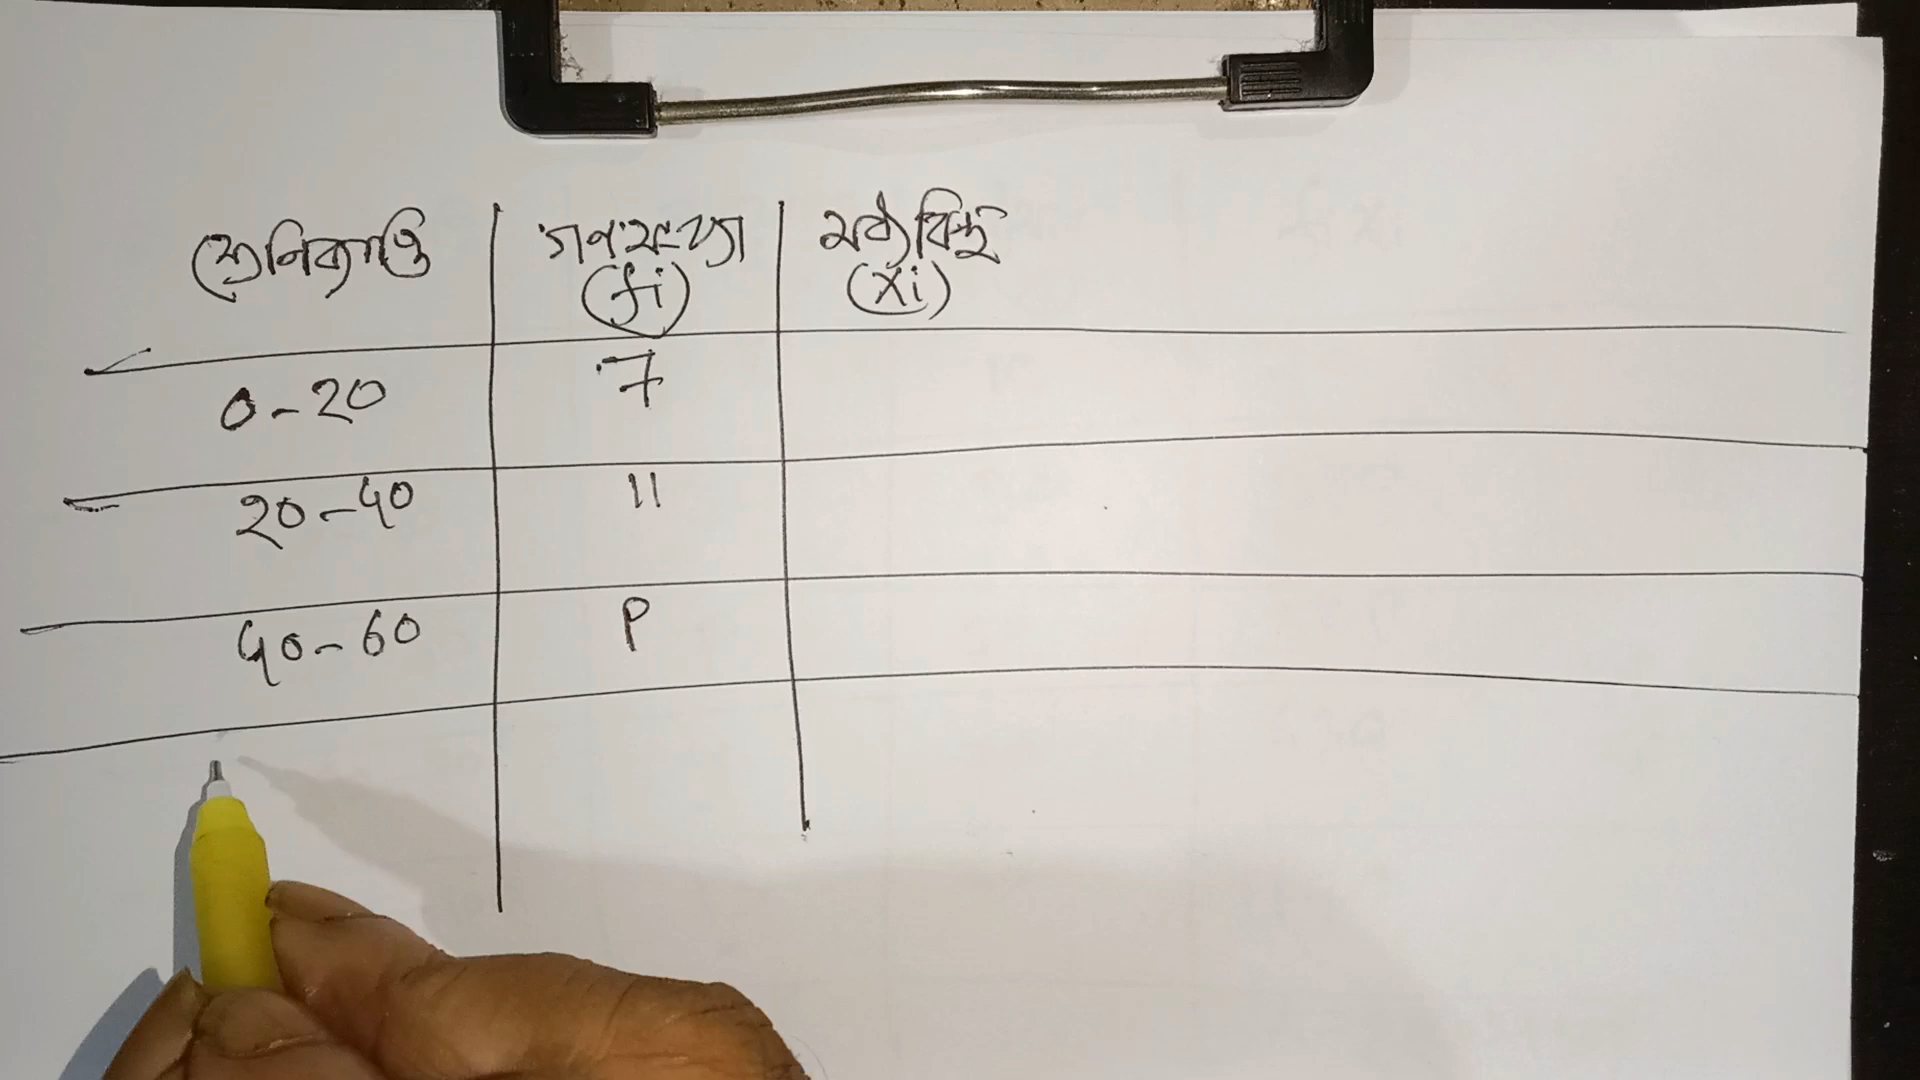 শ্রেনিব্যাপ্তি গণসংখ্যা মধ্যবিন্দু
(fi) (xi)
0-20 7
20-40 11
40-60 P